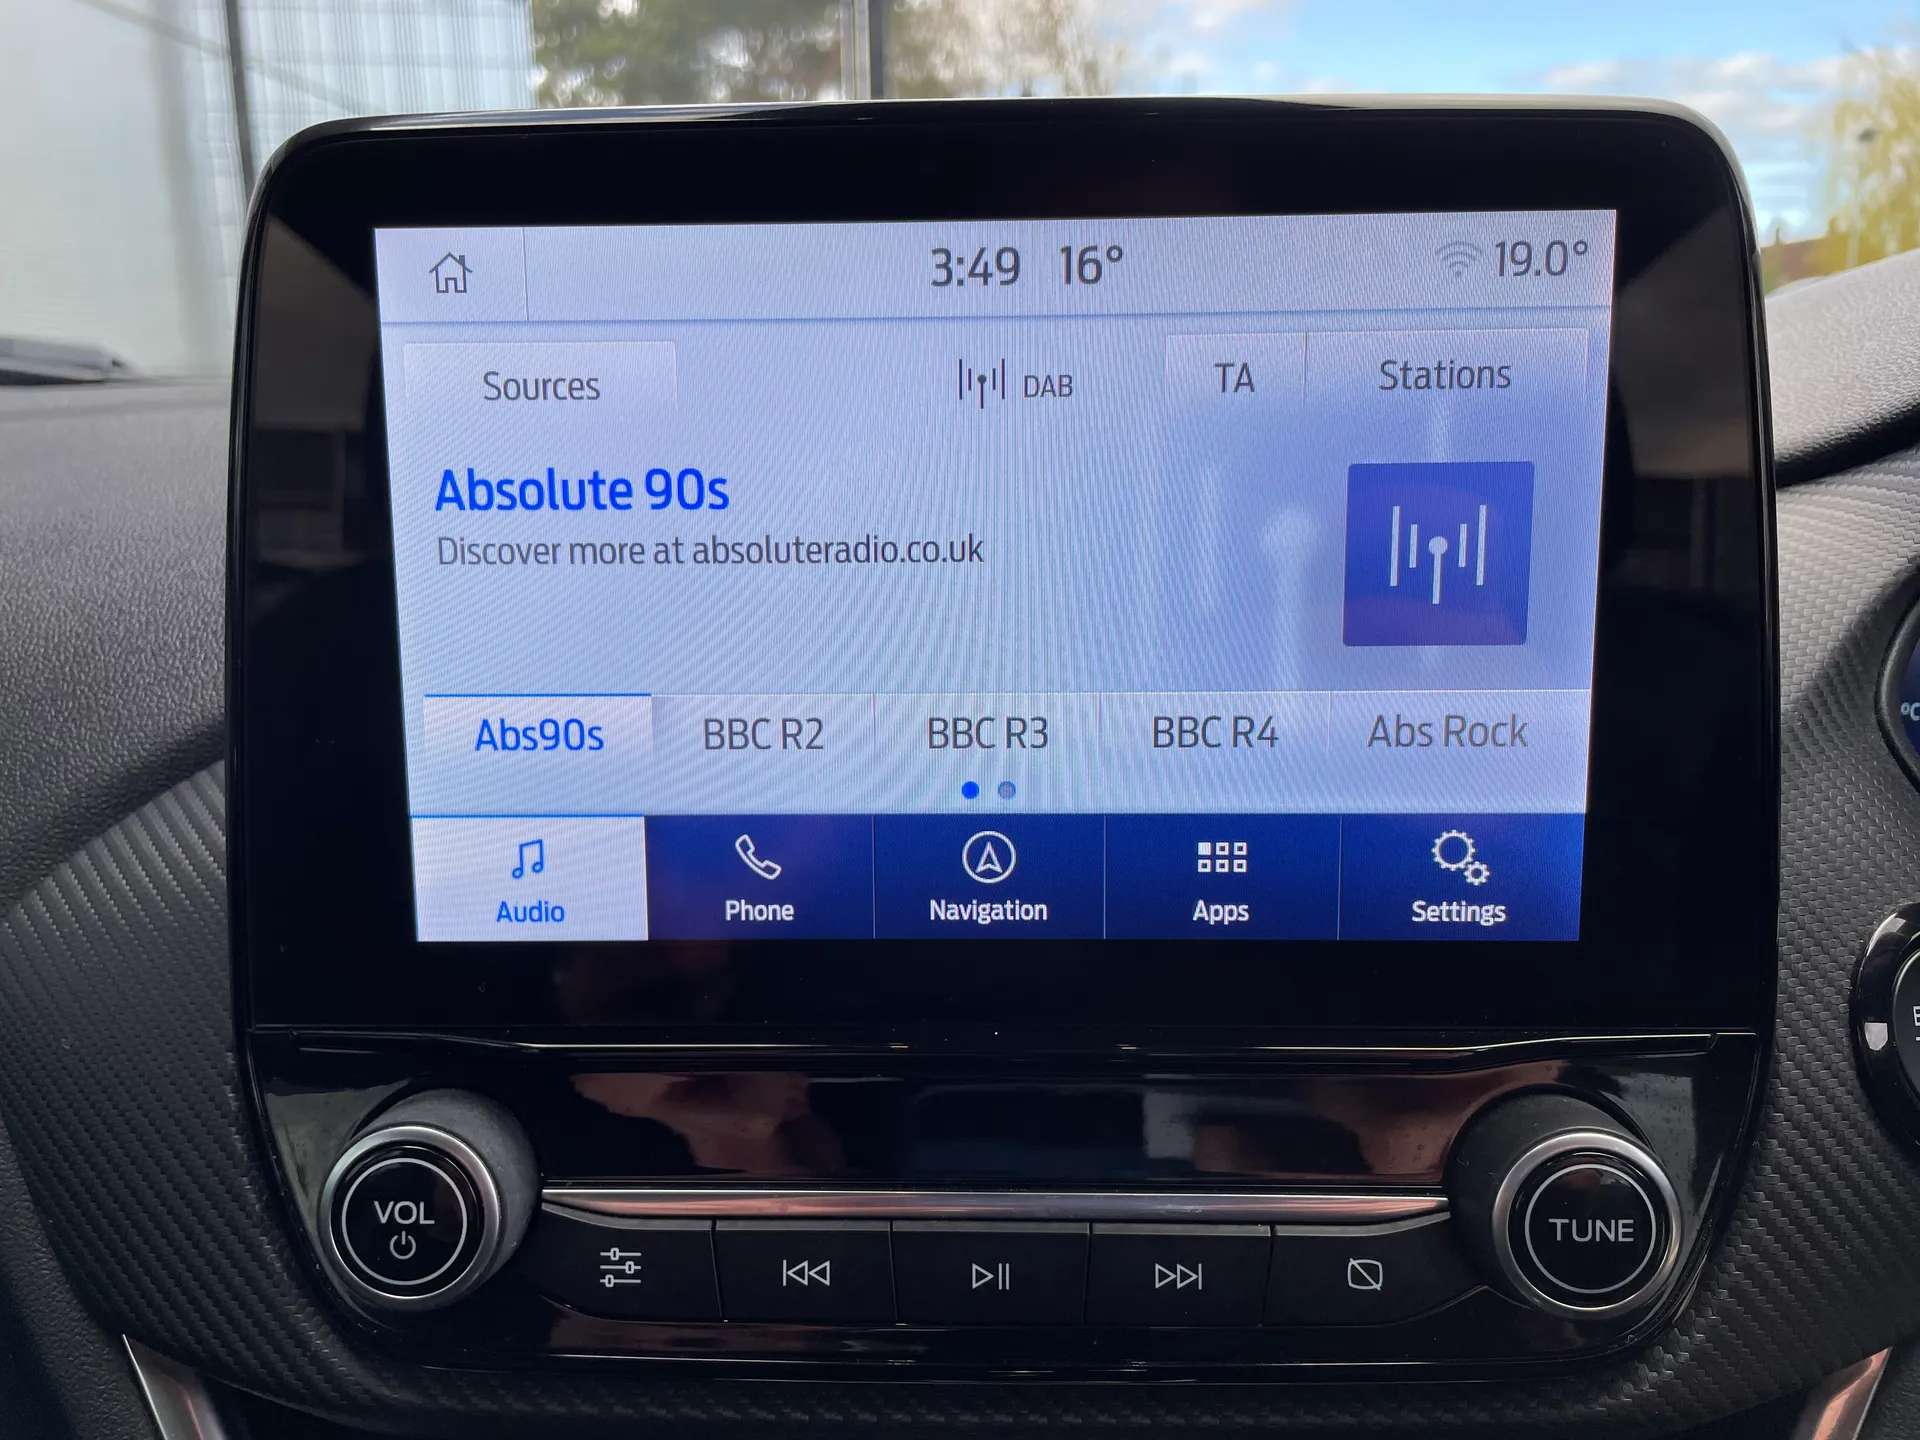 3:49 16° 19.0°
Sources DAB TA Stations
Absolute 90s
Discover more at absoluteradio.co.uk
Abs90s BBC R2 BBC R3 BBC R4 Abs Rock
Audio Phone Navigation Apps Settings
VOL TUNE